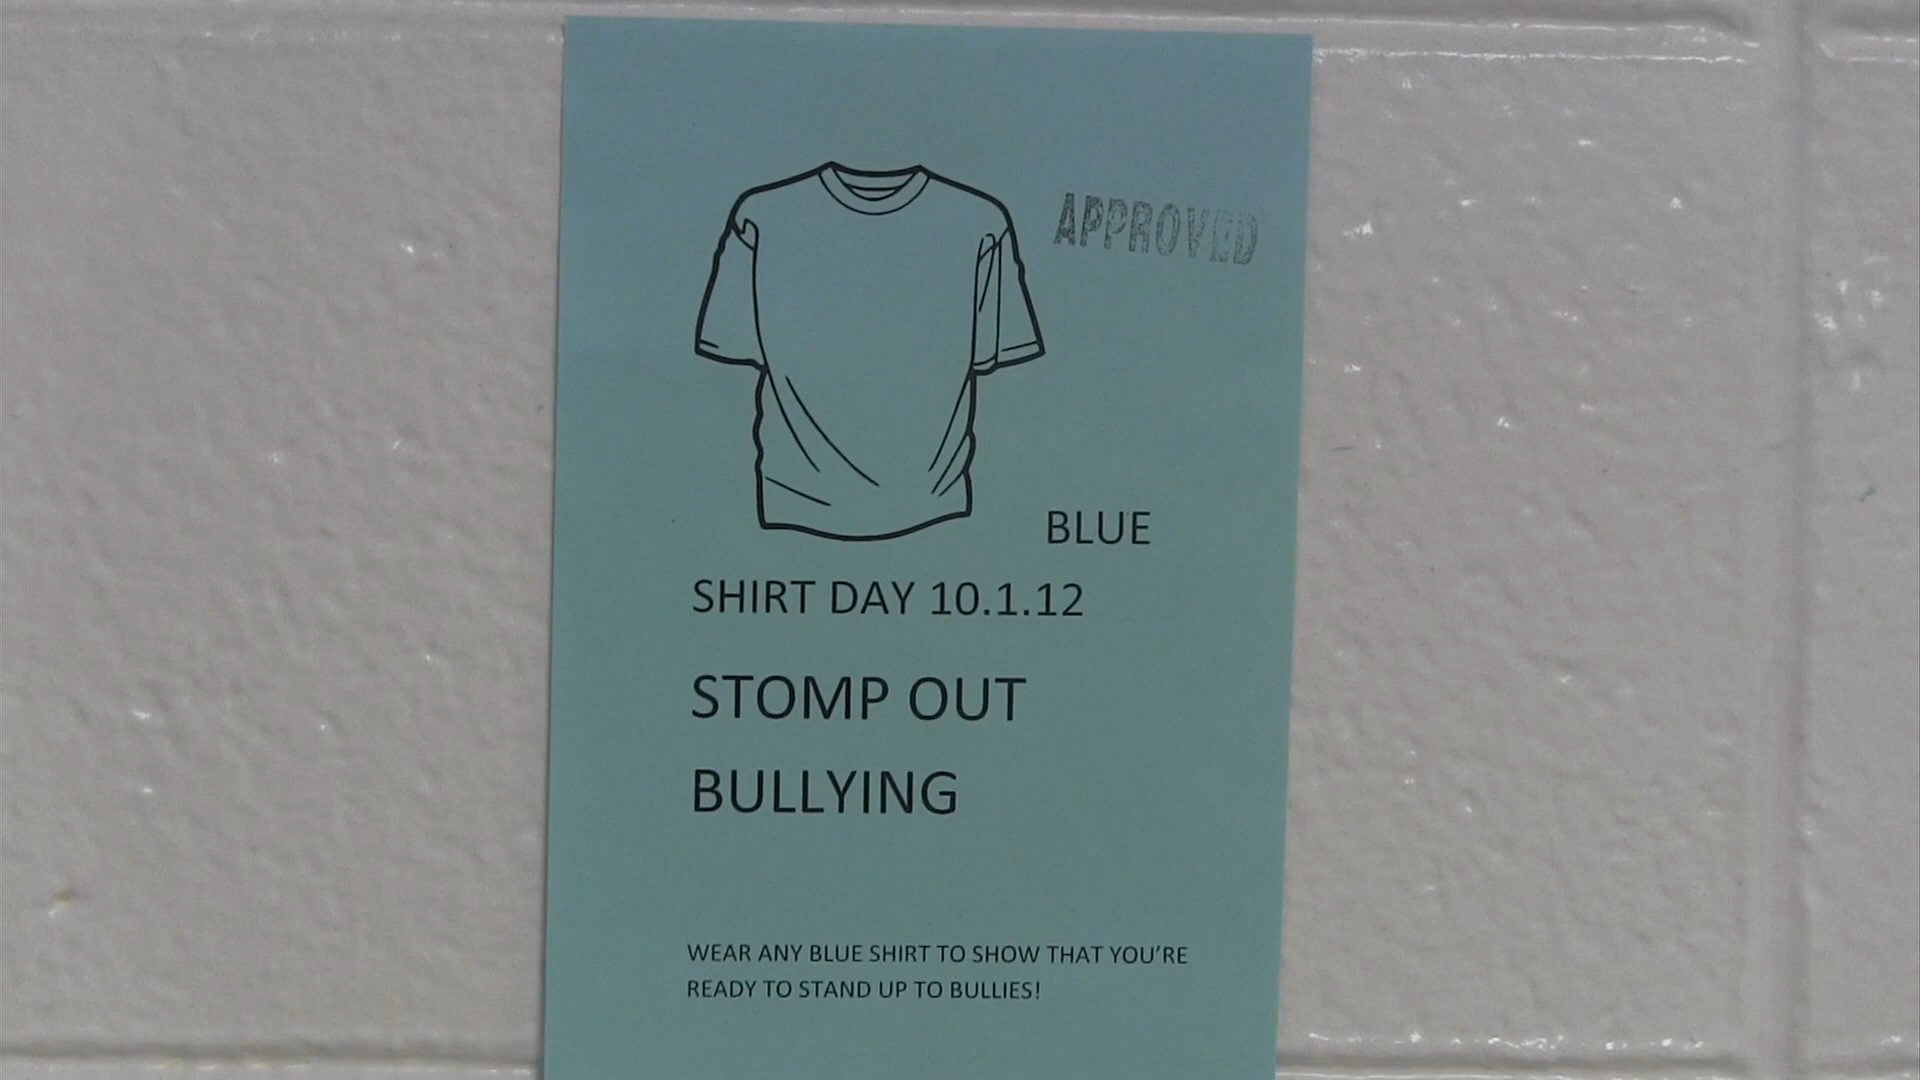 APPROVED
BLUE
SHIRT DAY 10.1.12
STOMP OUT
BULLYING
WEAR ANY BLUE SHIRT TO SHOW THAT YOU'RE
READY TO STAND UP TO BULLIES!